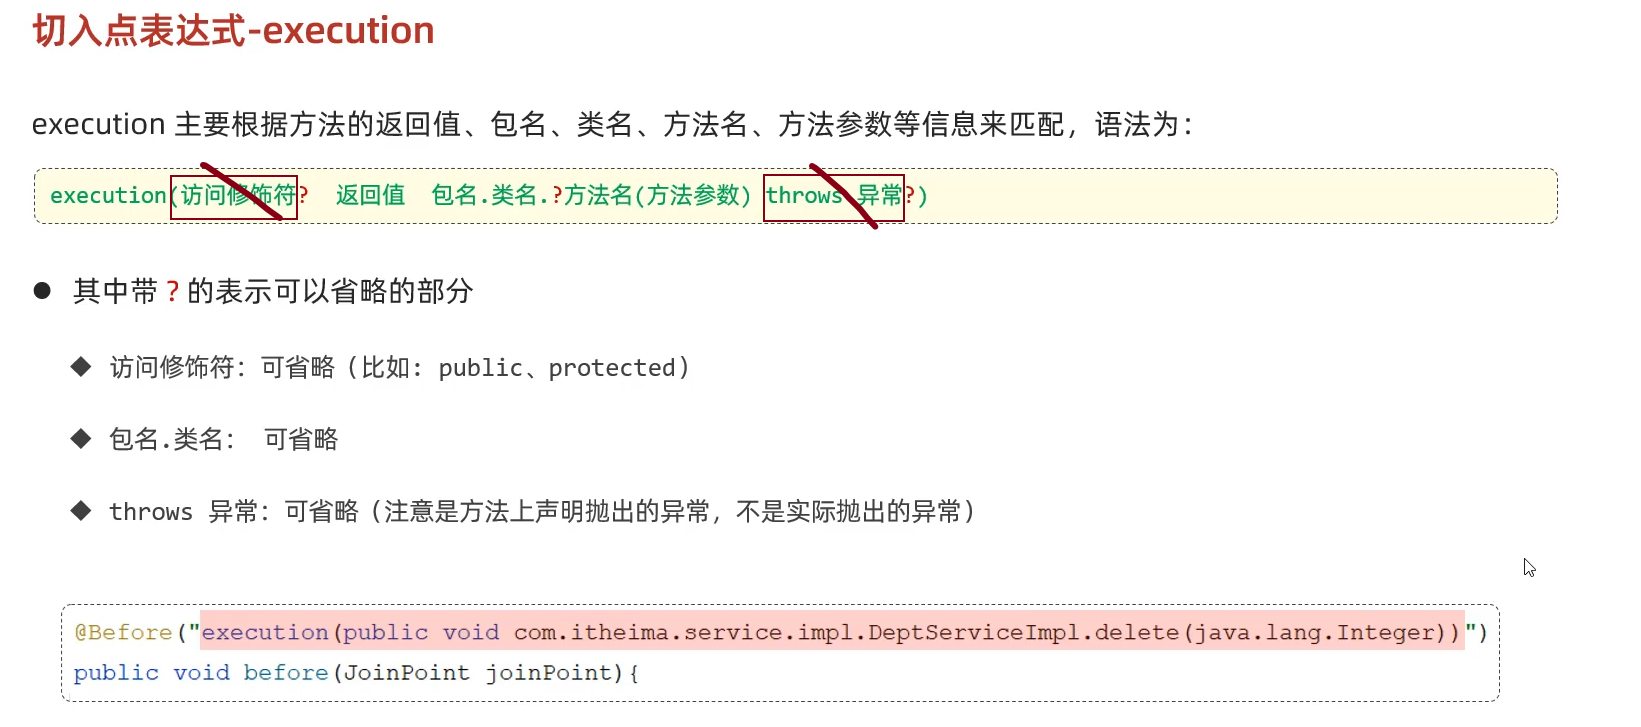 切入点表达式-execution
execution 主要根据方法的返回值、包名、类名、方法名、方法参数等信息来匹配，语法为：
execution(访问修饰符?  返回值  包名.类名.?方法名(方法参数) throws 异常?)
● 其中带 ? 的表示可以省略的部分
◆ 访问修饰符：可省略（比如: public、protected）
◆ 包名.类名： 可省略
◆ throws 异常：可省略（注意是方法上声明抛出的异常，不是实际抛出的异常）
@Before("execution(public void com.itheima.service.impl.DeptServiceImpl.delete(java.lang.Integer))")
public void before(JoinPoint joinPoint){